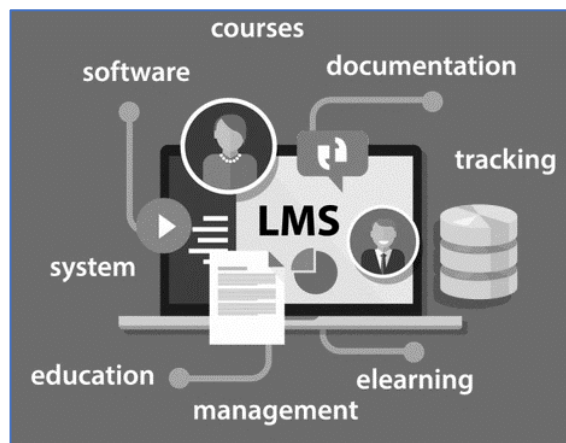 courses
software
documentation
tracking
LMS
system
education
elearning
management